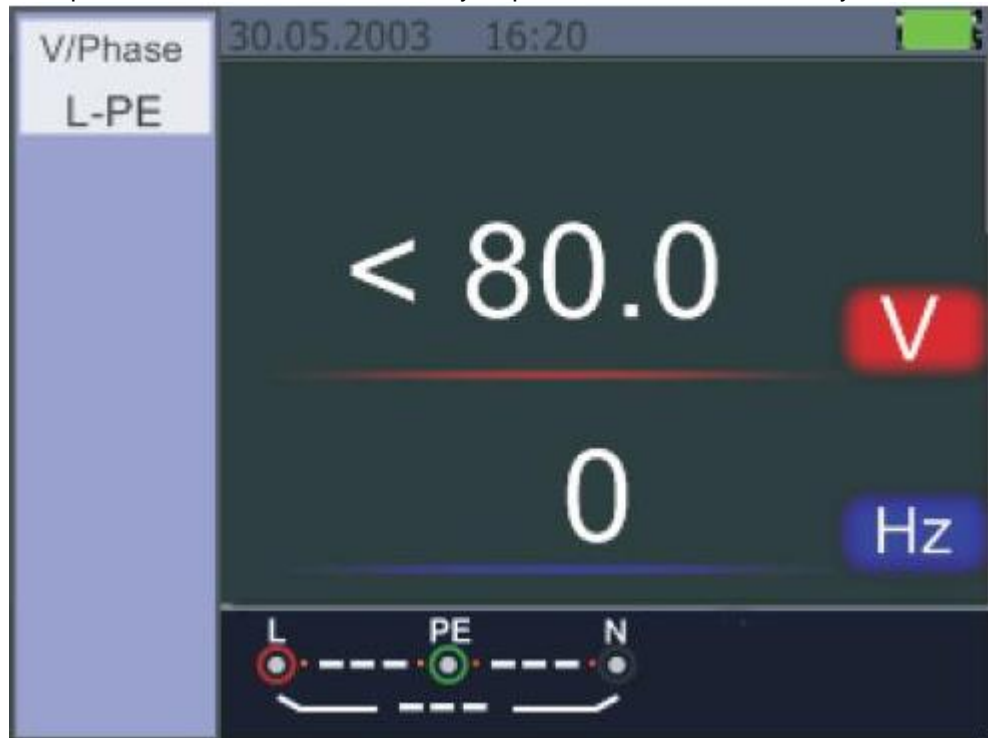 V/Phase
L-PE
30.05.2003 16:20
< 80.0
V
0
Hz
L PE N
--- ---
---